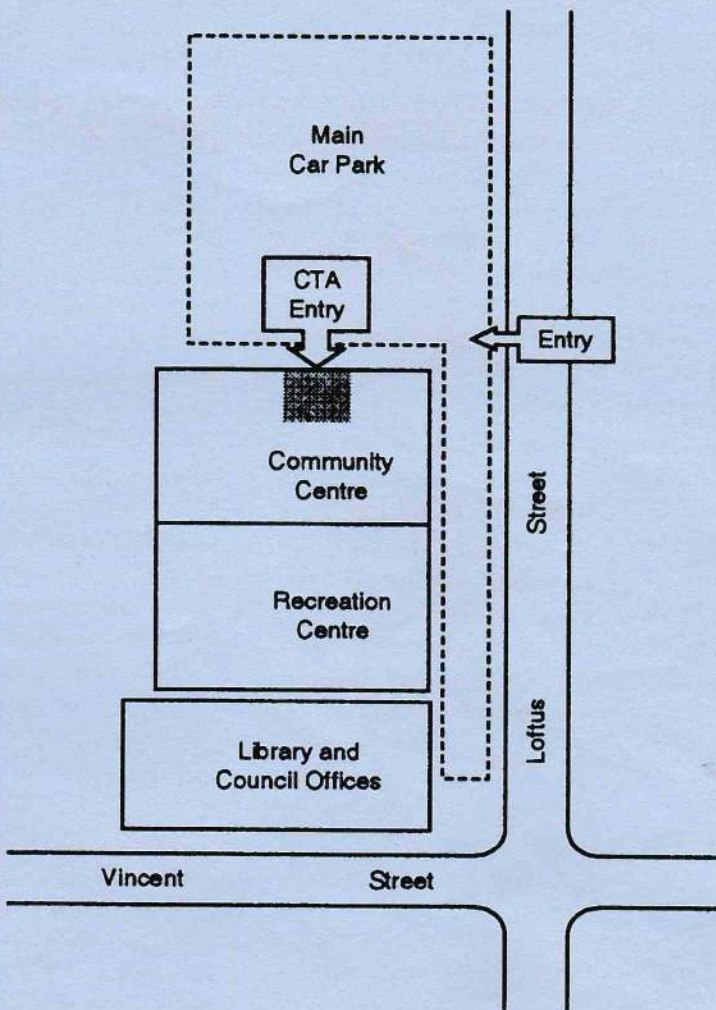 Main
Car Park
CTA
Entry
Entry
Community
Centre
Street
Recreation
Centre
Loftus
Library and
Council Offices
Vincent Street